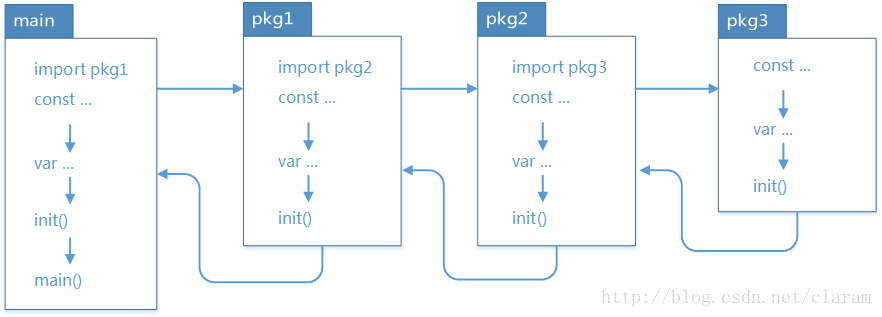 main
import pkg1
const ...
var ...
init()
main()
pkg1
import pkg2
const ...
var ...
init()
pkg2
import pkg3
const ...
var ...
init()
pkg3
const ...
var ...
init()
http://blog.csdn.net/claram